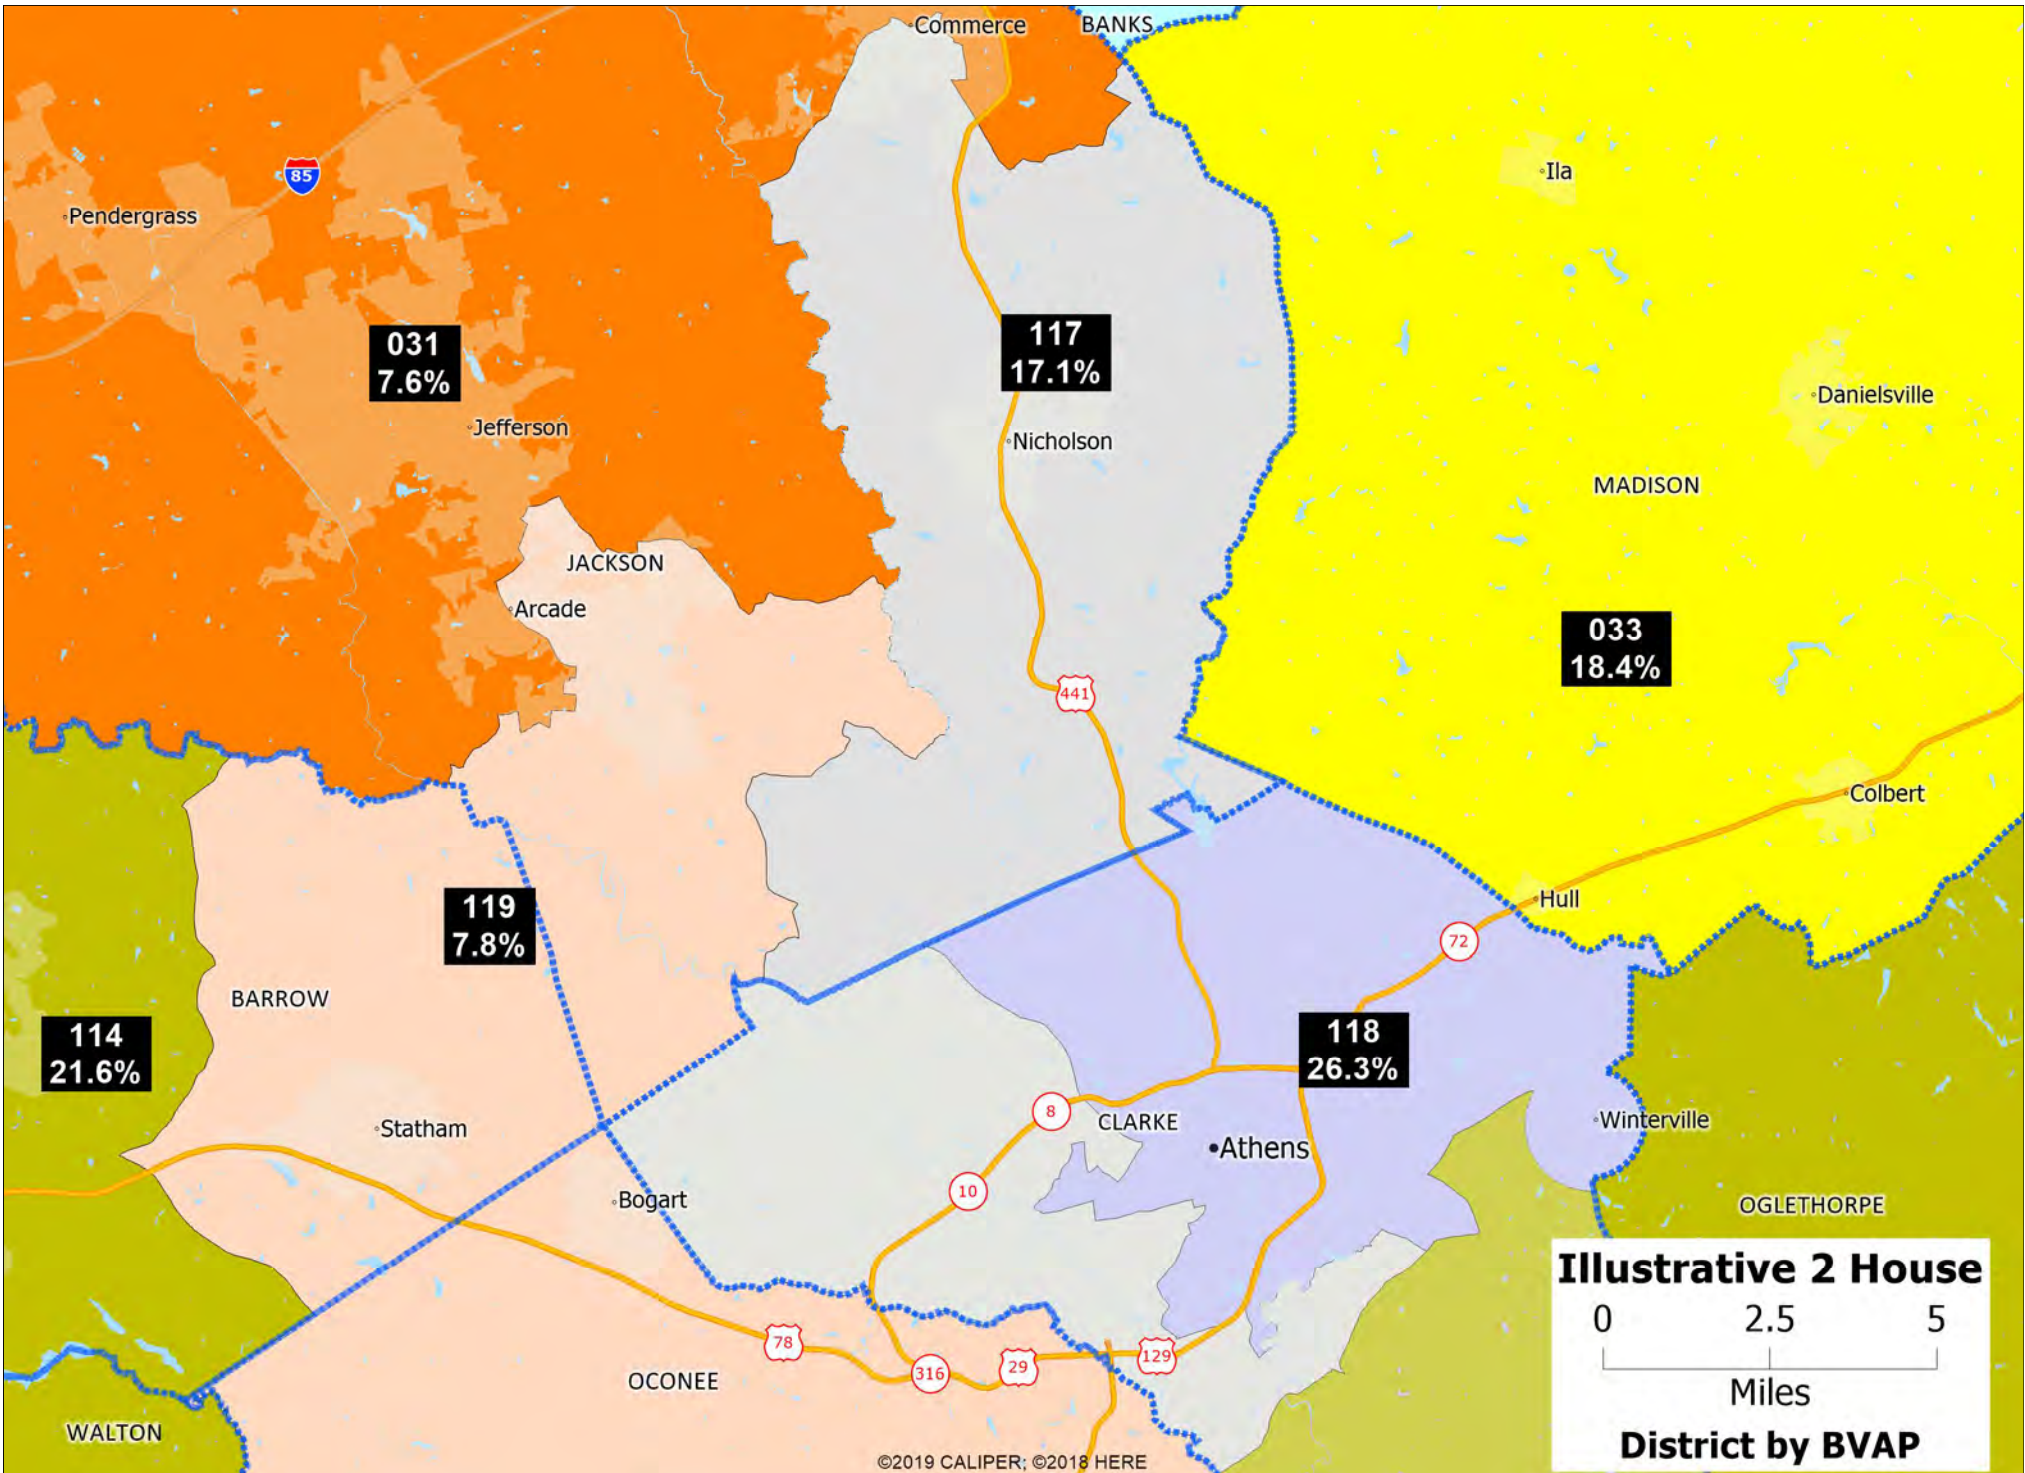 Commerce
BANKS
85
Ila
Pendergrass
117
17.1%
031
7.6%
Danielsville
Jefferson
Nicholson
MADISON
JACKSON
Arcade
033
18.4%
441
Colbert
119
7.8%
Hull
72
BARROW
114
21.6%
118
26.3%
8
CLARKE
Winterville
Statham
Athens
10
Bogart
OGLETHORPE
Illustrative 2 House
0 2.5 5
Miles
District by BVAP
78
129
29
316
OCONEE
WALTON
©2019 CALIPER; ©2018 HERE